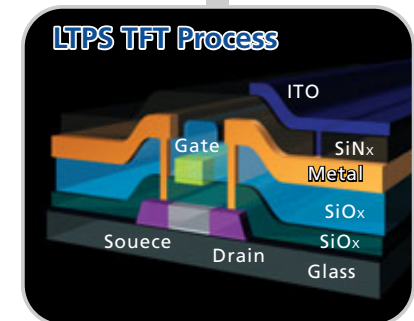 LTPS TFT Process
ITO
Gate
SiNx
Metal
SiOx
Souece
Drain
SiOx
Glass